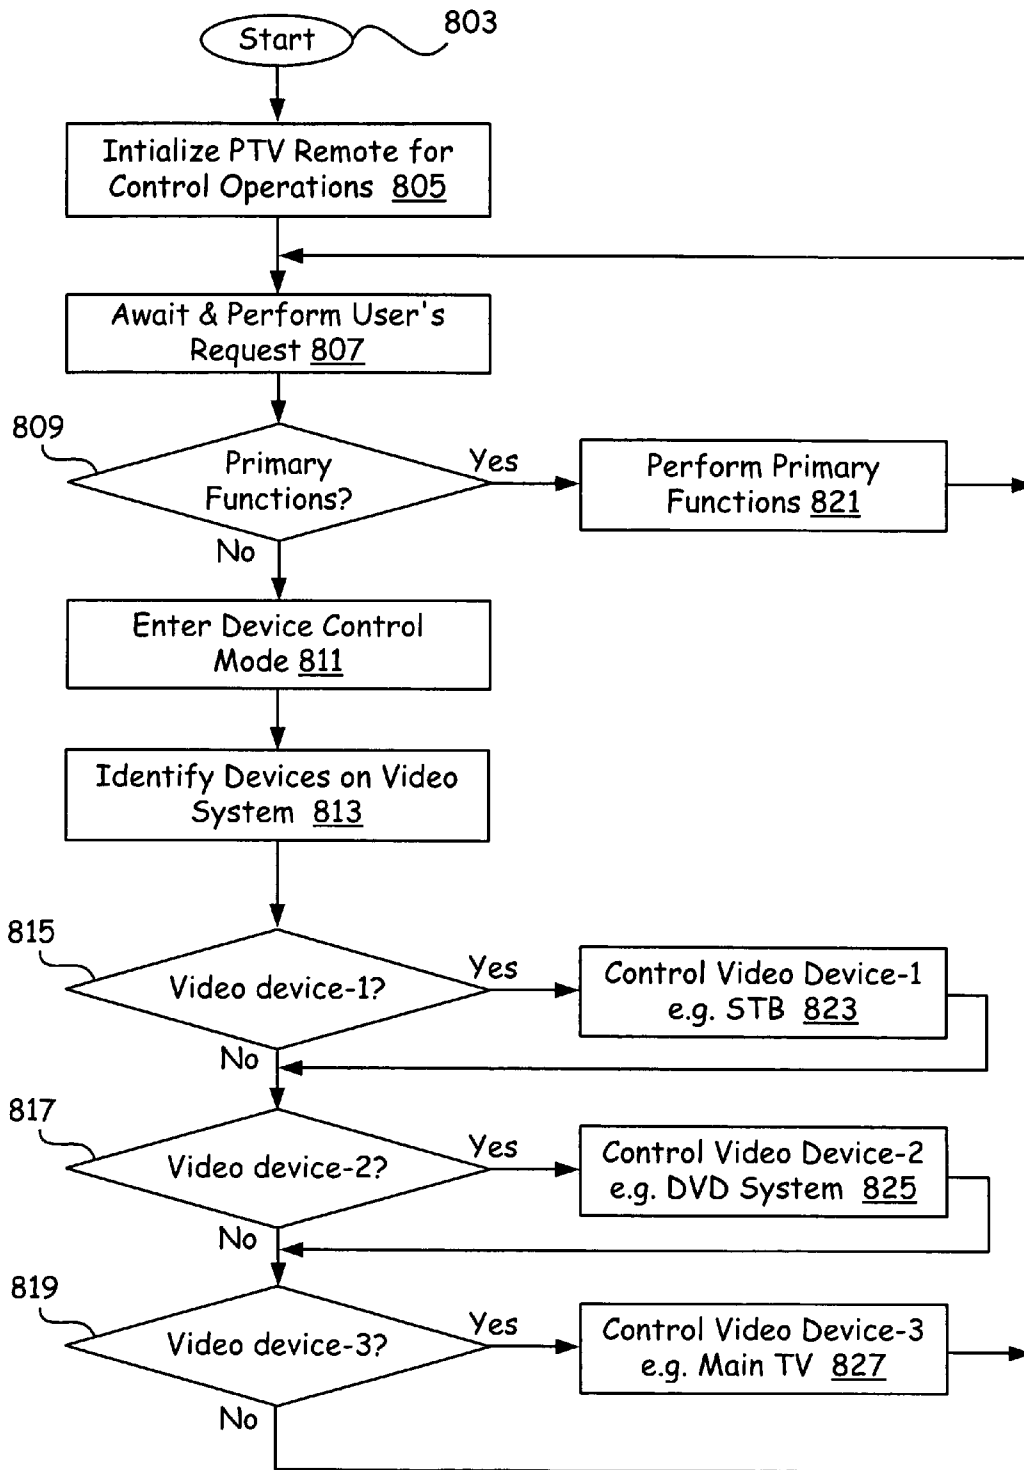 Start
803
Intialize PTV Remote for
Control Operations 805
Await & Perform User's
Request 807
809
Primary
Functions?
Yes
No
Perform Primary
Functions 821
Enter Device Control
Mode 811
Identify Devices on Video
System 813
815
Video device-1?
Yes
No
Control Video Device-1
e.g. STB 823
817
Video device-2?
Yes
No
Control Video Device-2
e.g. DVD System 825
819
Video device-3?
Yes
No
Control Video Device-3
e.g. Main TV 827